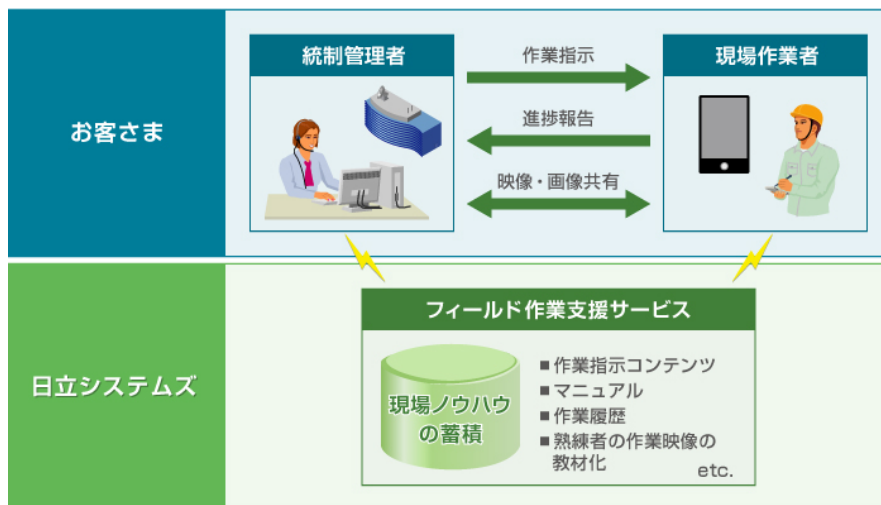 お客さま
統制管理者
作業指示
進捗報告
映像・画像共有
現場作業者
日立システムズ
フィールド作業支援サービス
現場ノウハウ
の蓄積
■作業指示コンテンツ
■マニュアル
■作業履歴
■熟練者の作業映像の
教材化
etc.